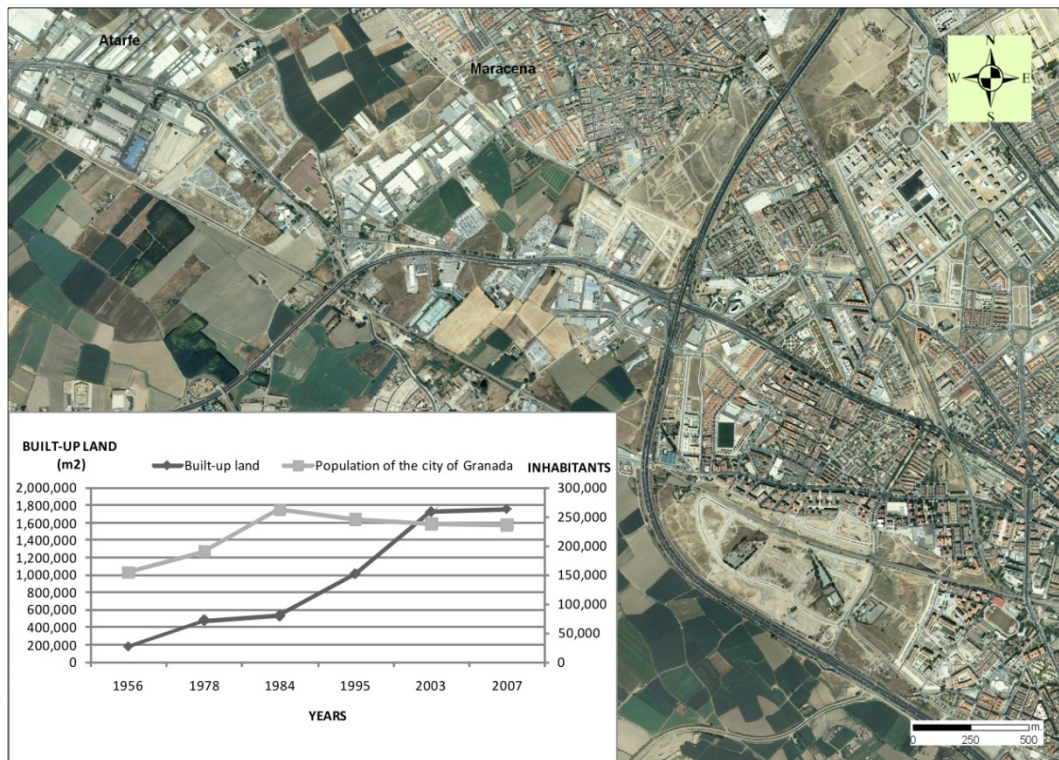 Atarfe
Maracena
N
W E
S
BUILT-UP LAND
(m2)
Built-up land
Population of the city of Granada
INHABITANTS
2,000,000 300,000
1,800,000
250,000
1,600,000
1,400,000
200,000
1,200,000
1,000,000 150,000
800,000
100,000
600,000
400,000
50,000
200,000
0 0
1956 1978 1984 1995 2003 2007
YEARS
m.
0 250 500